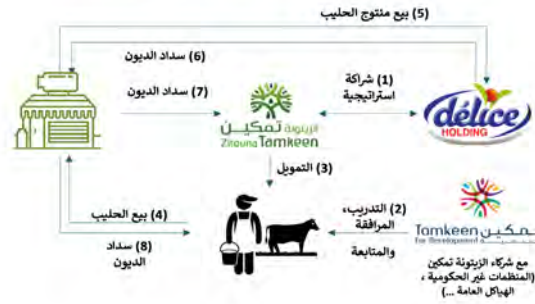 (5) بيع منتوج الحليب
(6) سداد الديون
(7) سداد الديون
(1) شراكة
استراتيجية
الزيتونة تمكين
Zitouna Tamkeen
délice
HOLDING
(3) التمويل
(4) بيع الحليب
(8) سداد
الديون
(2) التدريب،
المرافقة
والمتابعة
تمكين Tamkeen
For Development
مع شركاء الزيتونة تمكين
(المنظمات غير الحكومية ،
الهياكل العامة ...)